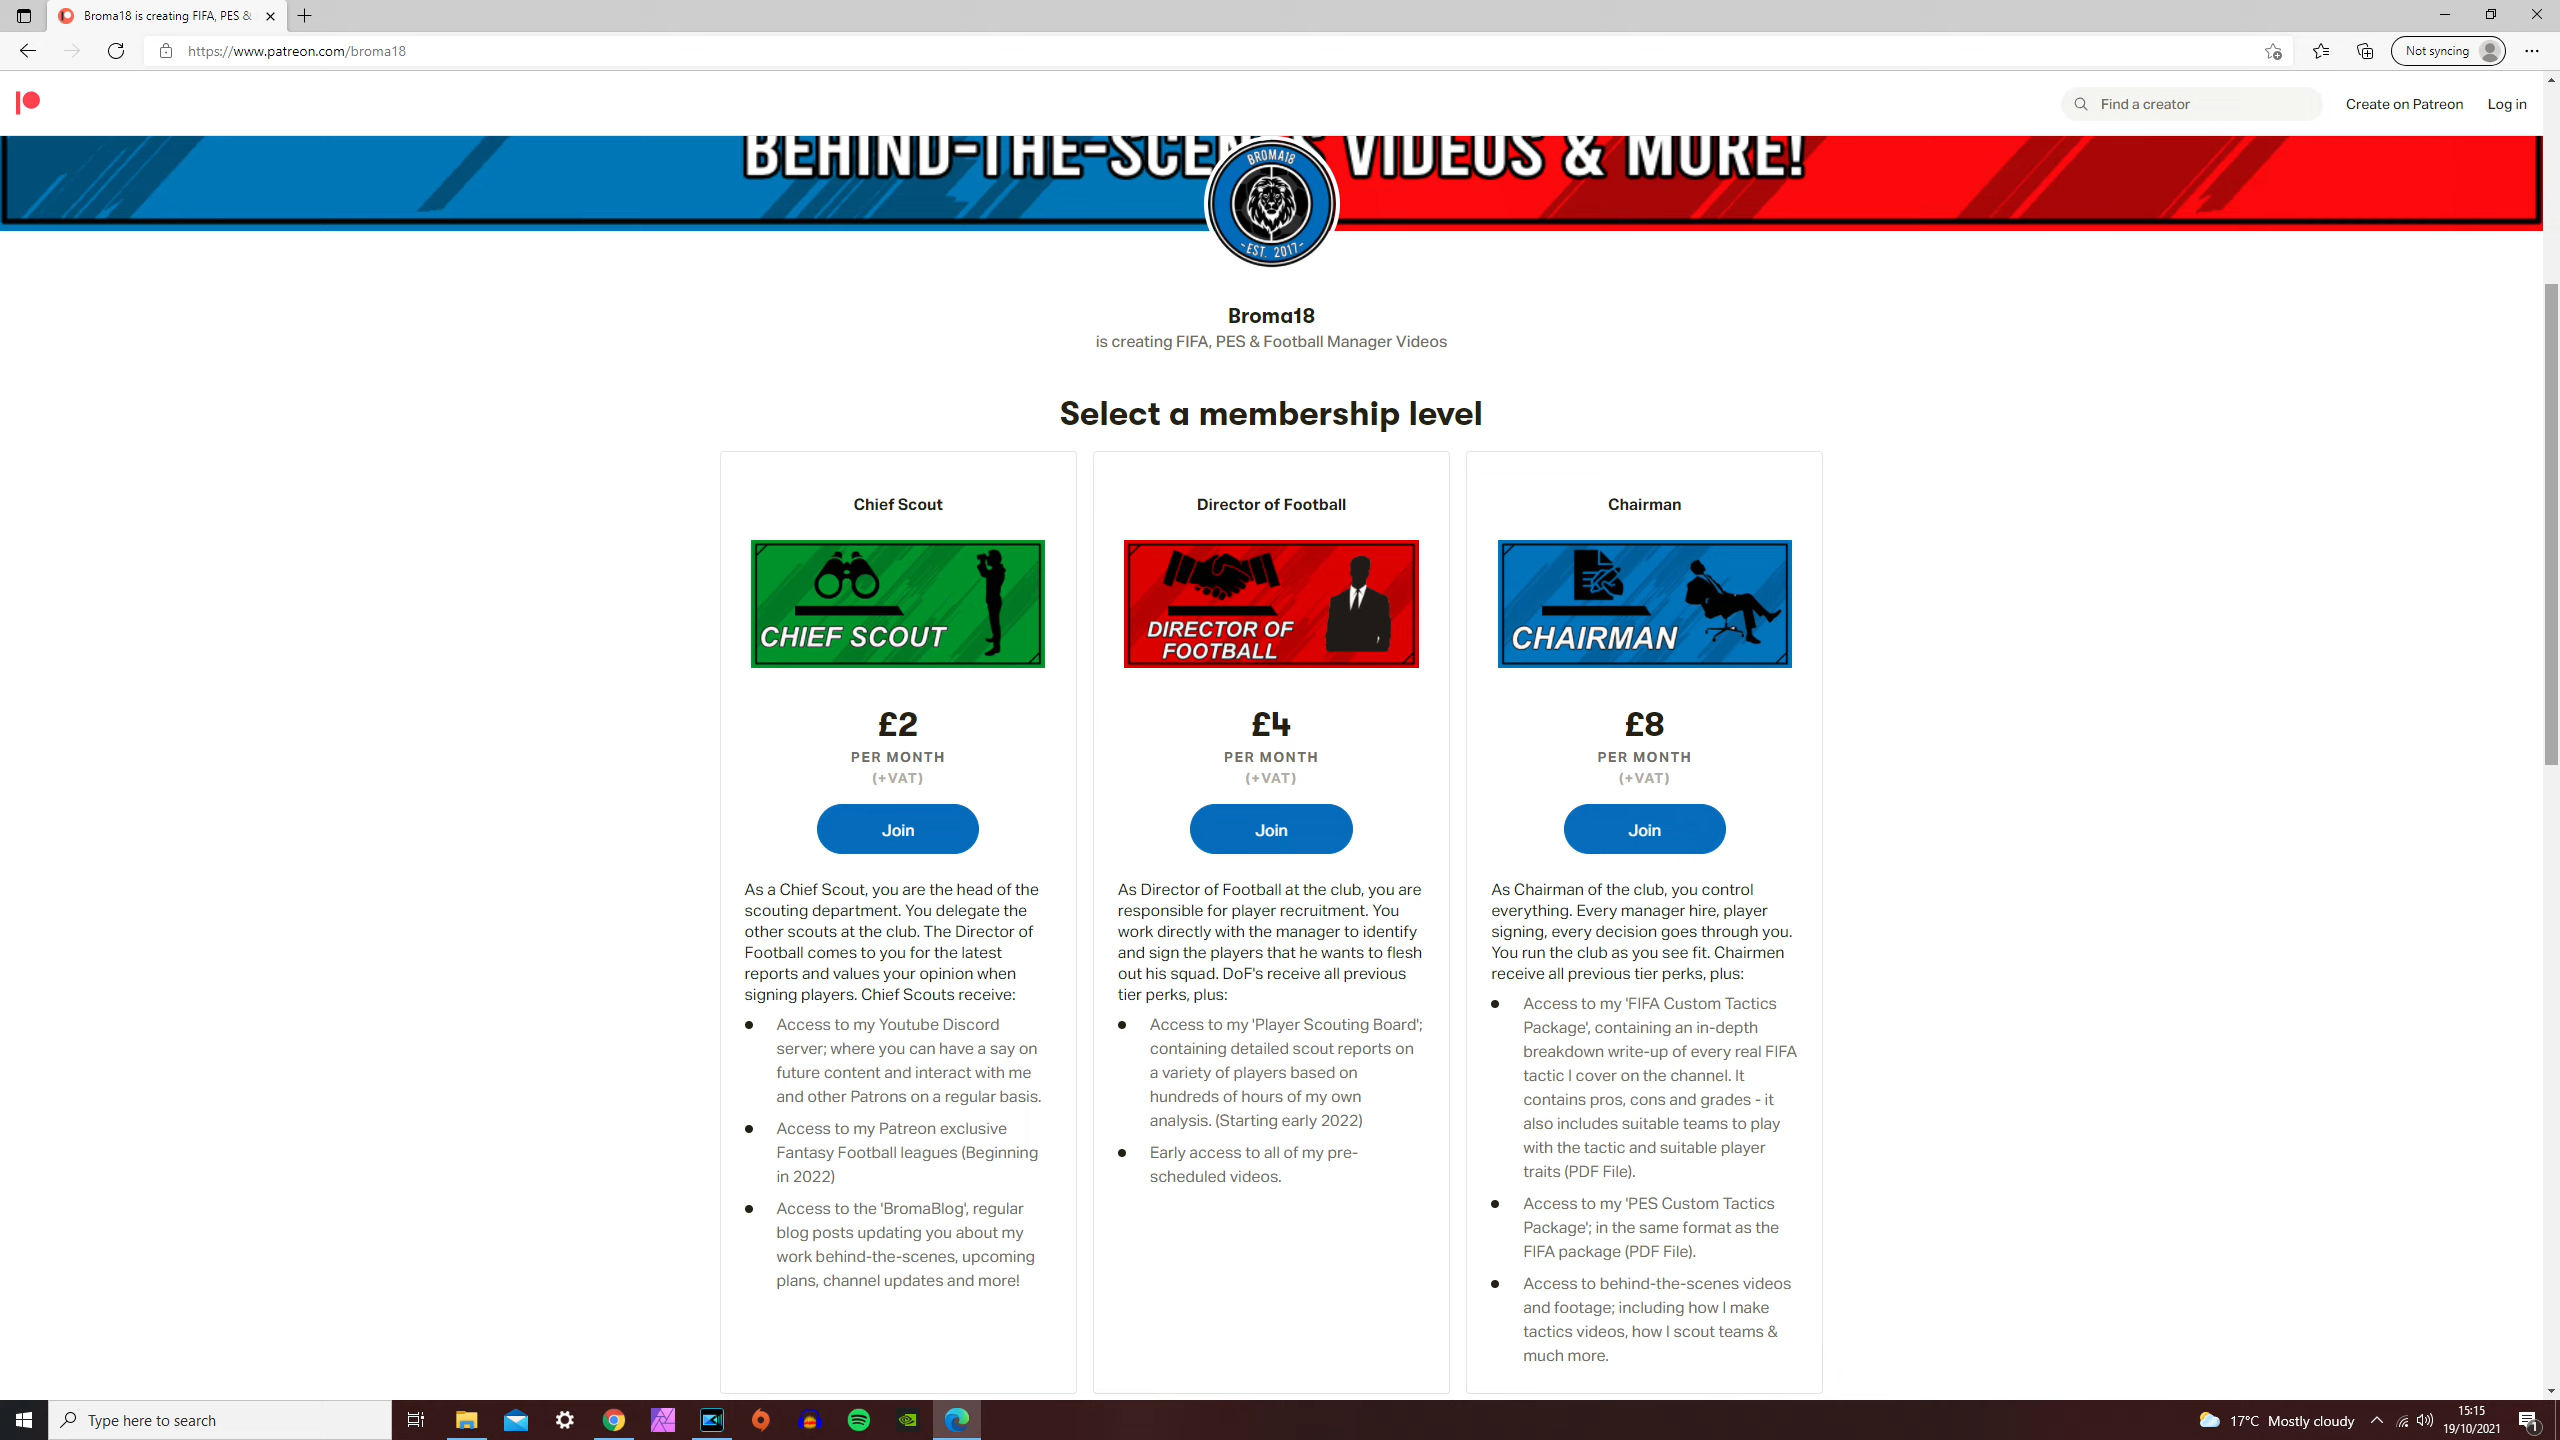 Broma18 is creating FIFA, PES &
https://www.patreon.com/broma18
Not syncing
Find a creator
Create on Patreon
Log in
BEHIND-THE-SCENES VIDEOS & MORE!
BROMA18
-EST. 2017-
Broma18
is creating FIFA, PES & Football Manager Videos
Select a membership level
Chief Scout
CHIEF SCOUT
£2
PER MONTH
(+VAT)
Join
As a Chief Scout, you are the head of the
scouting department. You delegate the
other scouts at the club. The Director of
Football comes to you for the latest
reports and values your opinion when
signing players. Chief Scouts receive:
Access to my Youtube Discord
server; where you can have a say on
future content and interact with me
and other Patrons on a regular basis.
Access to my Patreon exclusive
Fantasy Football leagues (Beginning
in 2022)
Access to the 'BromaBlog', regular
blog posts updating you about my
work behind-the-scenes, upcoming
plans, channel updates and more!
Director of Football
DIRECTOR OF
FOOTBALL
£4
PER MONTH
(+VAT)
Join
As Director of Football at the club, you are
responsible for player recruitment. You
work directly with the manager to identify
and sign the players that he wants to flesh
out his squad. DoF's receive all previous
tier perks, plus:
Access to my 'Player Scouting Board';
containing detailed scout reports on
a variety of players based on
hundreds of hours of my own
analysis. (Starting early 2022)
Early access to all of my pre-
scheduled videos.
Chairman
CHAIRMAN
£8
PER MONTH
(+VAT)
Join
As Chairman of the club, you control
everything. Every manager hire, player
signing, every decision goes through you.
You run the club as you see fit. Chairmen
receive all previous tier perks, plus:
Access to my 'FIFA Custom Tactics
Package', containing an in-depth
breakdown write-up of every real FIFA
tactic I cover on the channel. It
contains pros, cons and grades - it
also includes suitable teams to play
with the tactic and suitable player
traits (PDF File).
Access to my 'PES Custom Tactics
Package'; in the same format as the
FIFA package (PDF File).
Access to behind-the-scenes videos
and footage; including how I make
tactics videos, how I scout teams &
much more.
Type here to search
17°C Mostly cloudy
15:15
19/10/2021
1